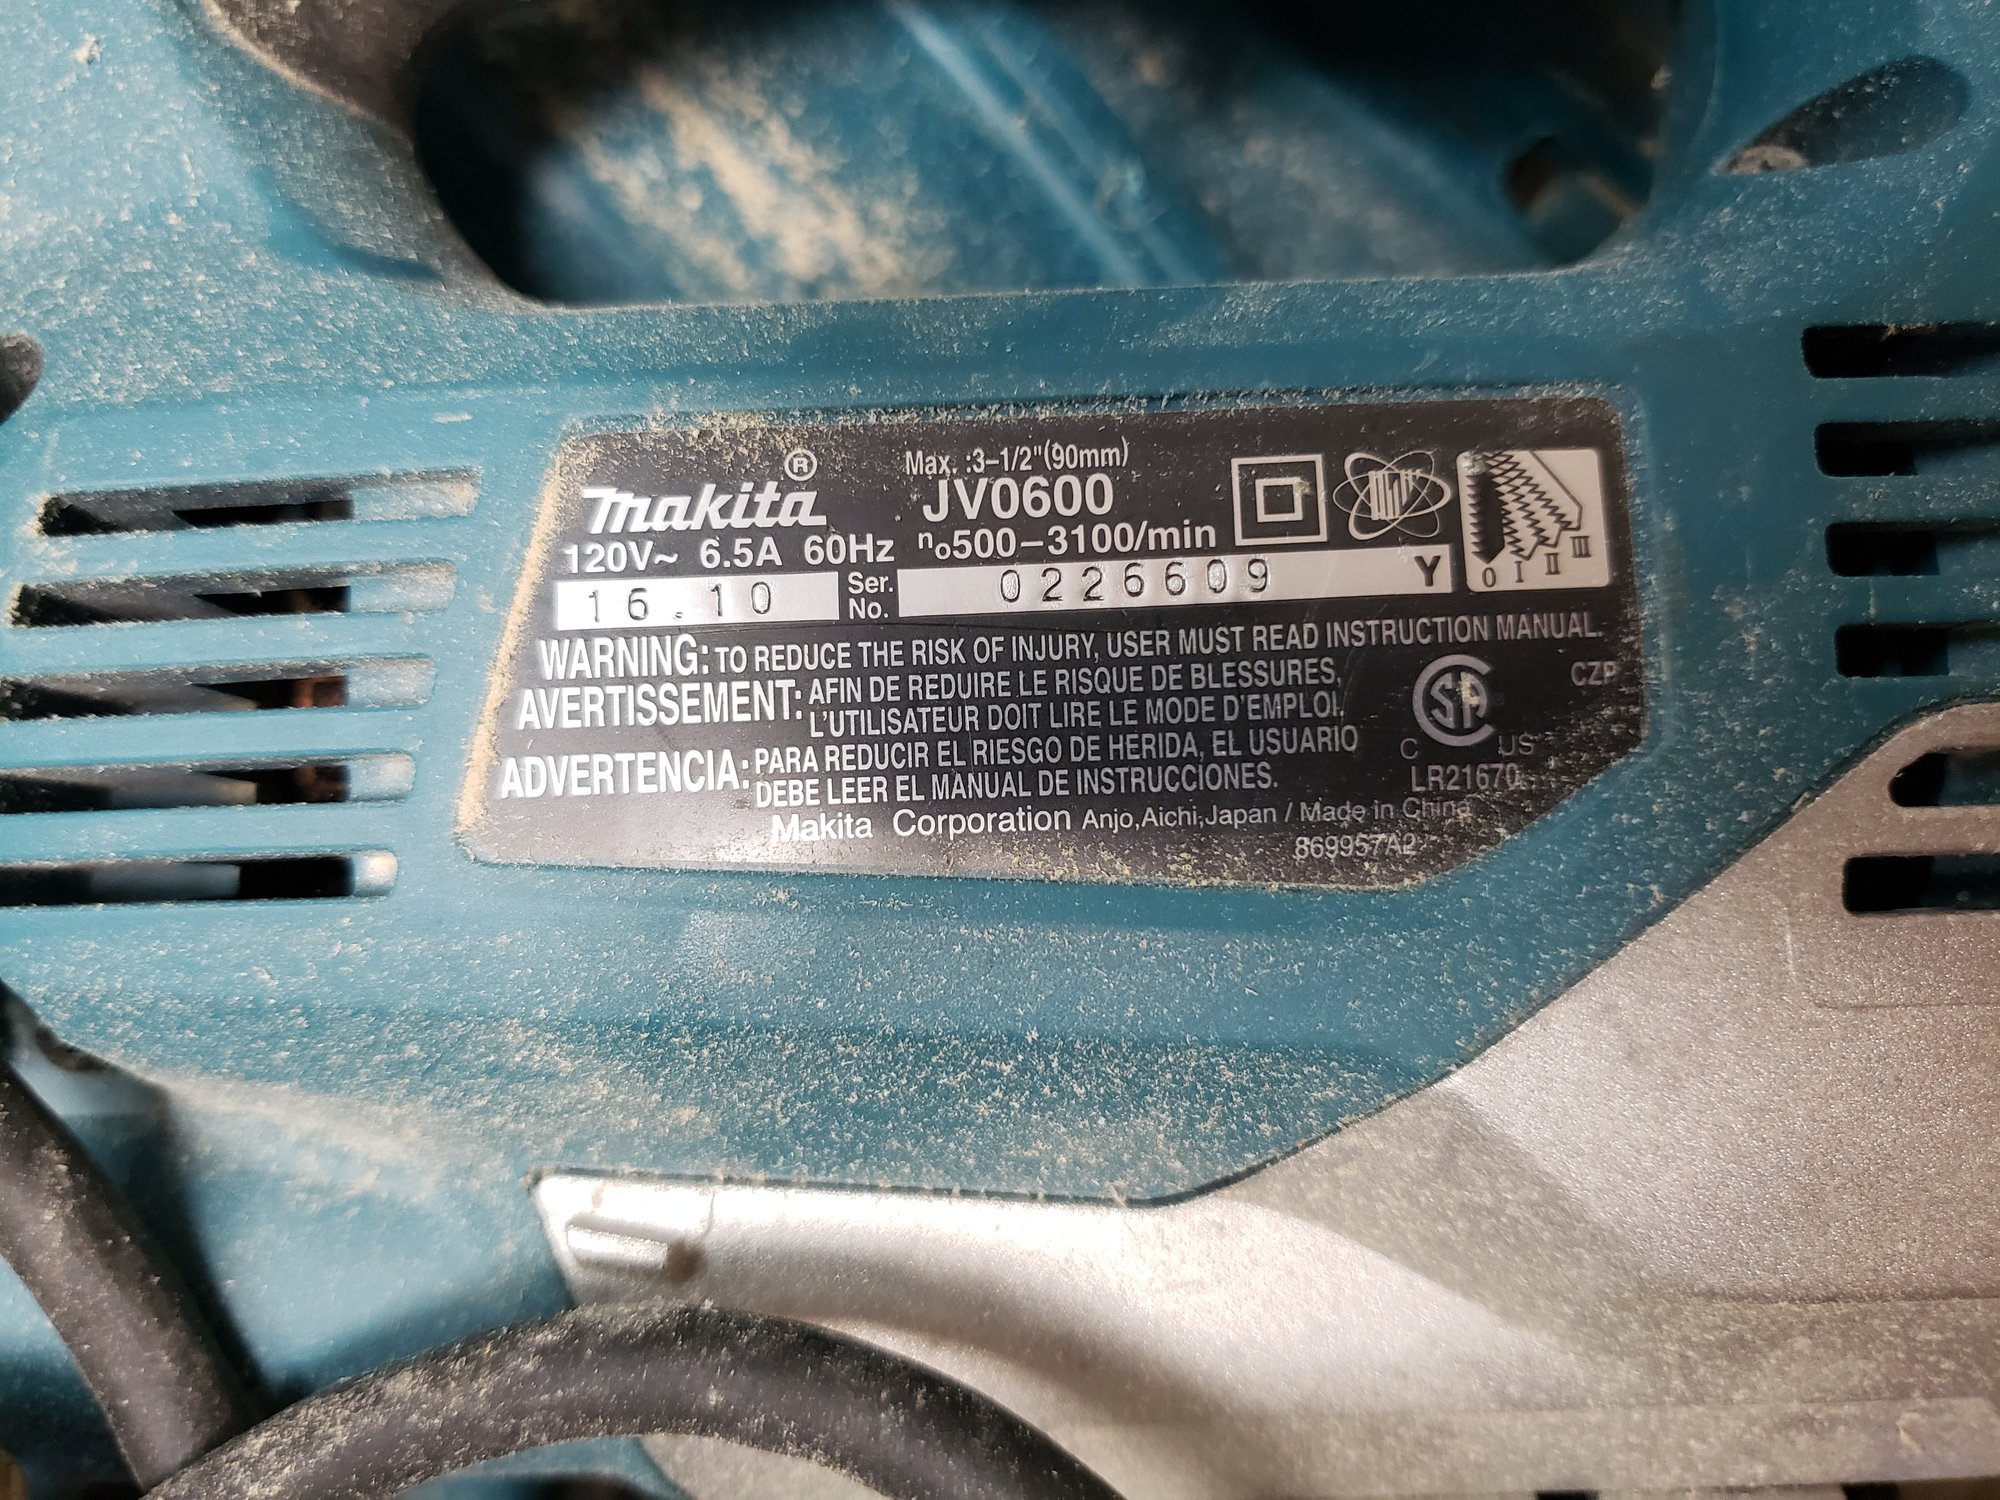 Makita®
Max. :3-1/2"(90mm)
JV0600
120V~ 6.5A 60Hz
no500-3100/min
16.10
Ser. No.
0226609
Y
0 I II III
WARNING: TO REDUCE THE RISK OF INJURY, USER MUST READ INSTRUCTION MANUAL.
AVERTISSEMENT: AFIN DE REDUIRE LE RISQUE DE BLESSURES,
L'UTILISATEUR DOIT LIRE LE MODE D'EMPLOI.
ADVERTENCIA: PARA REDUCIR EL RIESGO DE HERIDA, EL USUARIO
DEBE LEER EL MANUAL DE INSTRUCCIONES.
CZP
SA
C US
LR21670
Makita Corporation Anjo,Aichi,Japan / Made in China
869957A2